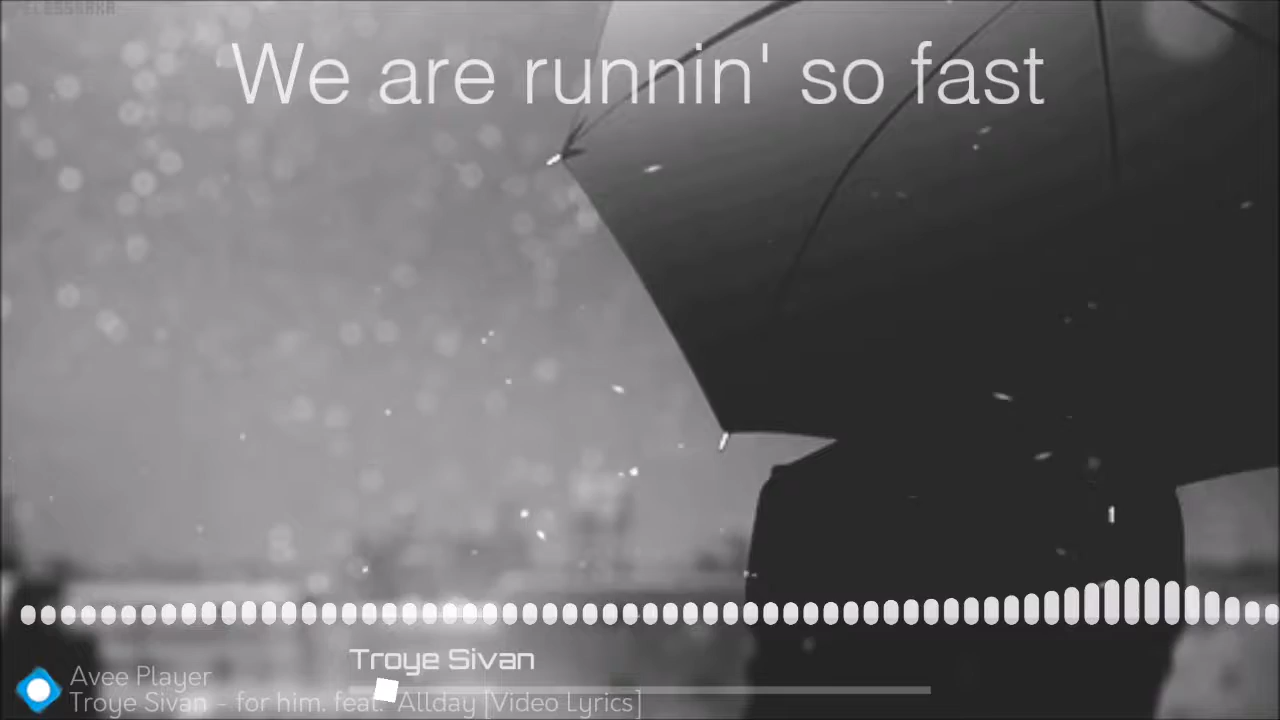 We are runnin' so fast
Troye Sivan
Avee Player
Troye Sivan - for him. feat. Allday [Video Lyrics]